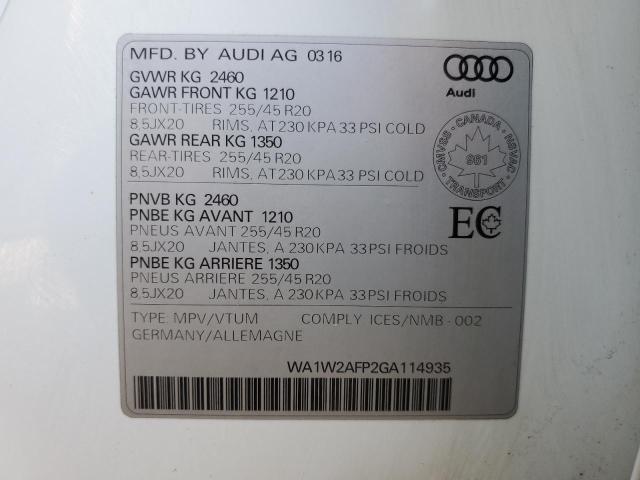 MFD. BY AUDI AG 03 16
GVWR KG 2460
GAWR FRONT KG 1210
FRONT-TIRES 255/45 R20
8,5JX20 RIMS, AT 230 KPA 33 PSI COLD
GAWR REAR KG 1350
REAR-TIRES 255/45 R20
8,5JX20 RIMS, AT 230 KPA 33 PSI COLD
Audi
CMVSS - CANADA - NSVAC
961
TRANSPORT
PNVB KG 2460
PNBE KG AVANT 1210
PNEUS AVANT 255/45 R20
8,5JX20 JANTES, A 230 KPA 33 PSI FROIDS
PNBE KG ARRIERE 1350
PNEUS ARRIERE 255/45 R20
8,5JX20 JANTES, A 230 KPA 33 PSI FROIDS
EC
TYPE: MPV/VTUM COMPLY ICES/NMB - 002
GERMANY/ALLEMAGNE
WA1W2AFP2GA114935